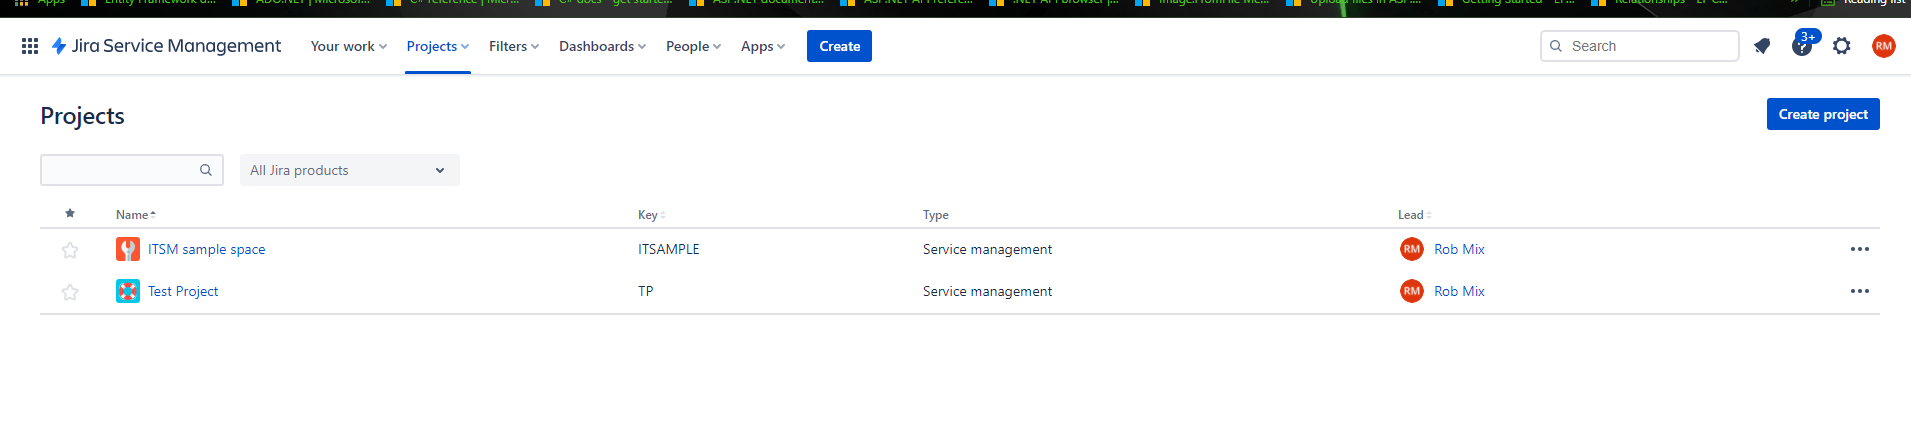 Apps Entity Framework d... ADO.NET | Microsof... C# reference | Micr... C# docs - get starte... ASP.NET document... ASP.NET API refere... .NET API browser |... Image.FromFile Me... Upload files in ASP.... Getting Started - EF... Relationships - EF C... » Reading list
Jira Service Management Your work Projects Filters Dashboards People Apps Create Search 3+ ? RM
Projects Create project
All Jira products
Name Key Type Lead
ITSM sample space ITSAMPLE Service management RM Rob Mix •••
Test Project TP Service management RM Rob Mix •••